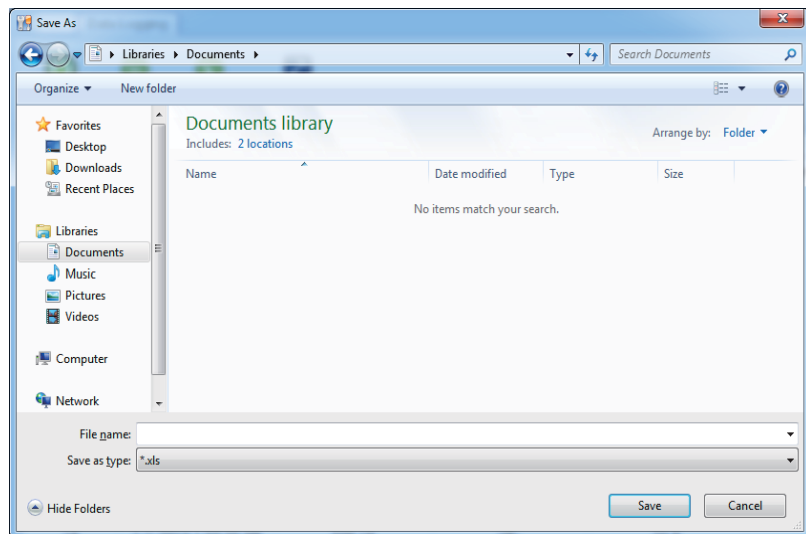 Save As
Libraries Documents
Search Documents
Organize New folder
Favorites
Desktop
Downloads
Recent Places
Libraries
Documents
Music
Pictures
Videos
Computer
Network
Documents library
Includes: 2 locations
Arrange by: Folder
Name Date modified Type Size
No items match your search.
File name:
Save as type: *.xls
Hide Folders
Save Cancel